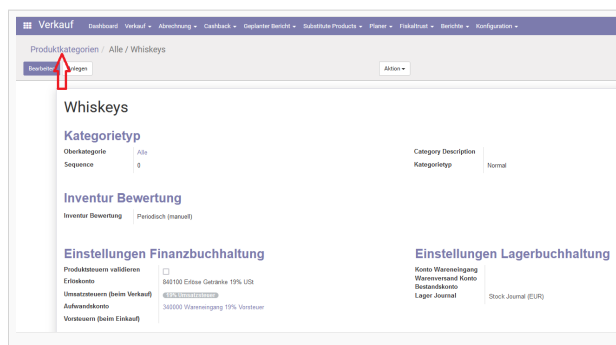 Verkauf Dashboard Verkauf Abrechnung Cashback Geplanter Bericht Substitute Products Planer Fiskaltrust Berichte Konfiguration
Produktkategorien / Alle / Whiskeys
Bearbeiten Anlegen Aktion
Whiskeys
Kategorietyp
Oberkategorie Alle Category Description
Sequence 0 Kategorietyp Normal
Inventur Bewertung
Inventur Bewertung Periodisch (manuell)
Einstellungen Finanzbuchhaltung Einstellungen Lagerbuchhaltung
Produktsteuern validieren Konto Wareneingang
Erlöskonto 840100 Erlöse Getränke 19% USt Warenversand Konto
Bestandskonto
Umsatzsteuern (beim Verkauf) 19% Umsatzsteuer Lager Journal Stock Journal (EUR)
Aufwandskonto 340000 Wareneingang 19% Vorsteuer
Vorsteuern (beim Einkauf)